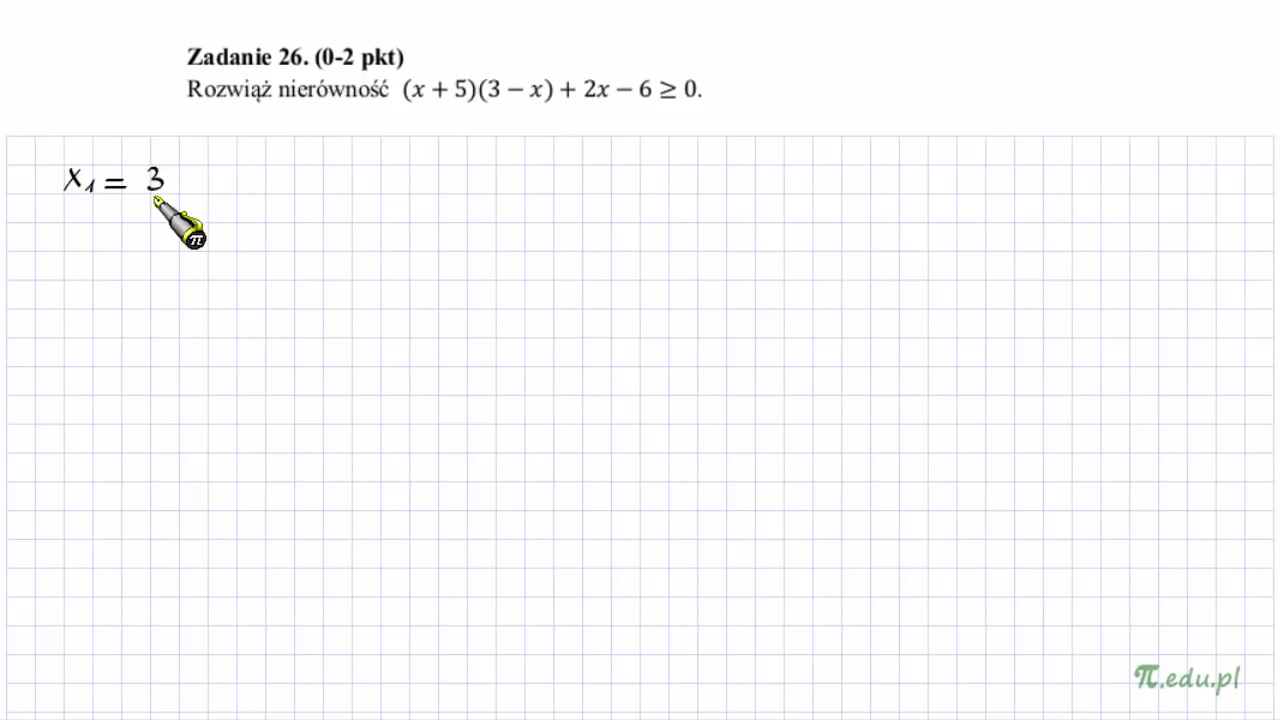 Zadanie 26. (0-2 pkt)
Rozwiąż nierówność (x + 5)(3 − x) + 2x − 6 ≥ 0.
x₁ = 3
π
π.edu.pl